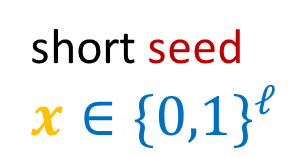 short seed
x ∈ {0,1}^ℓ